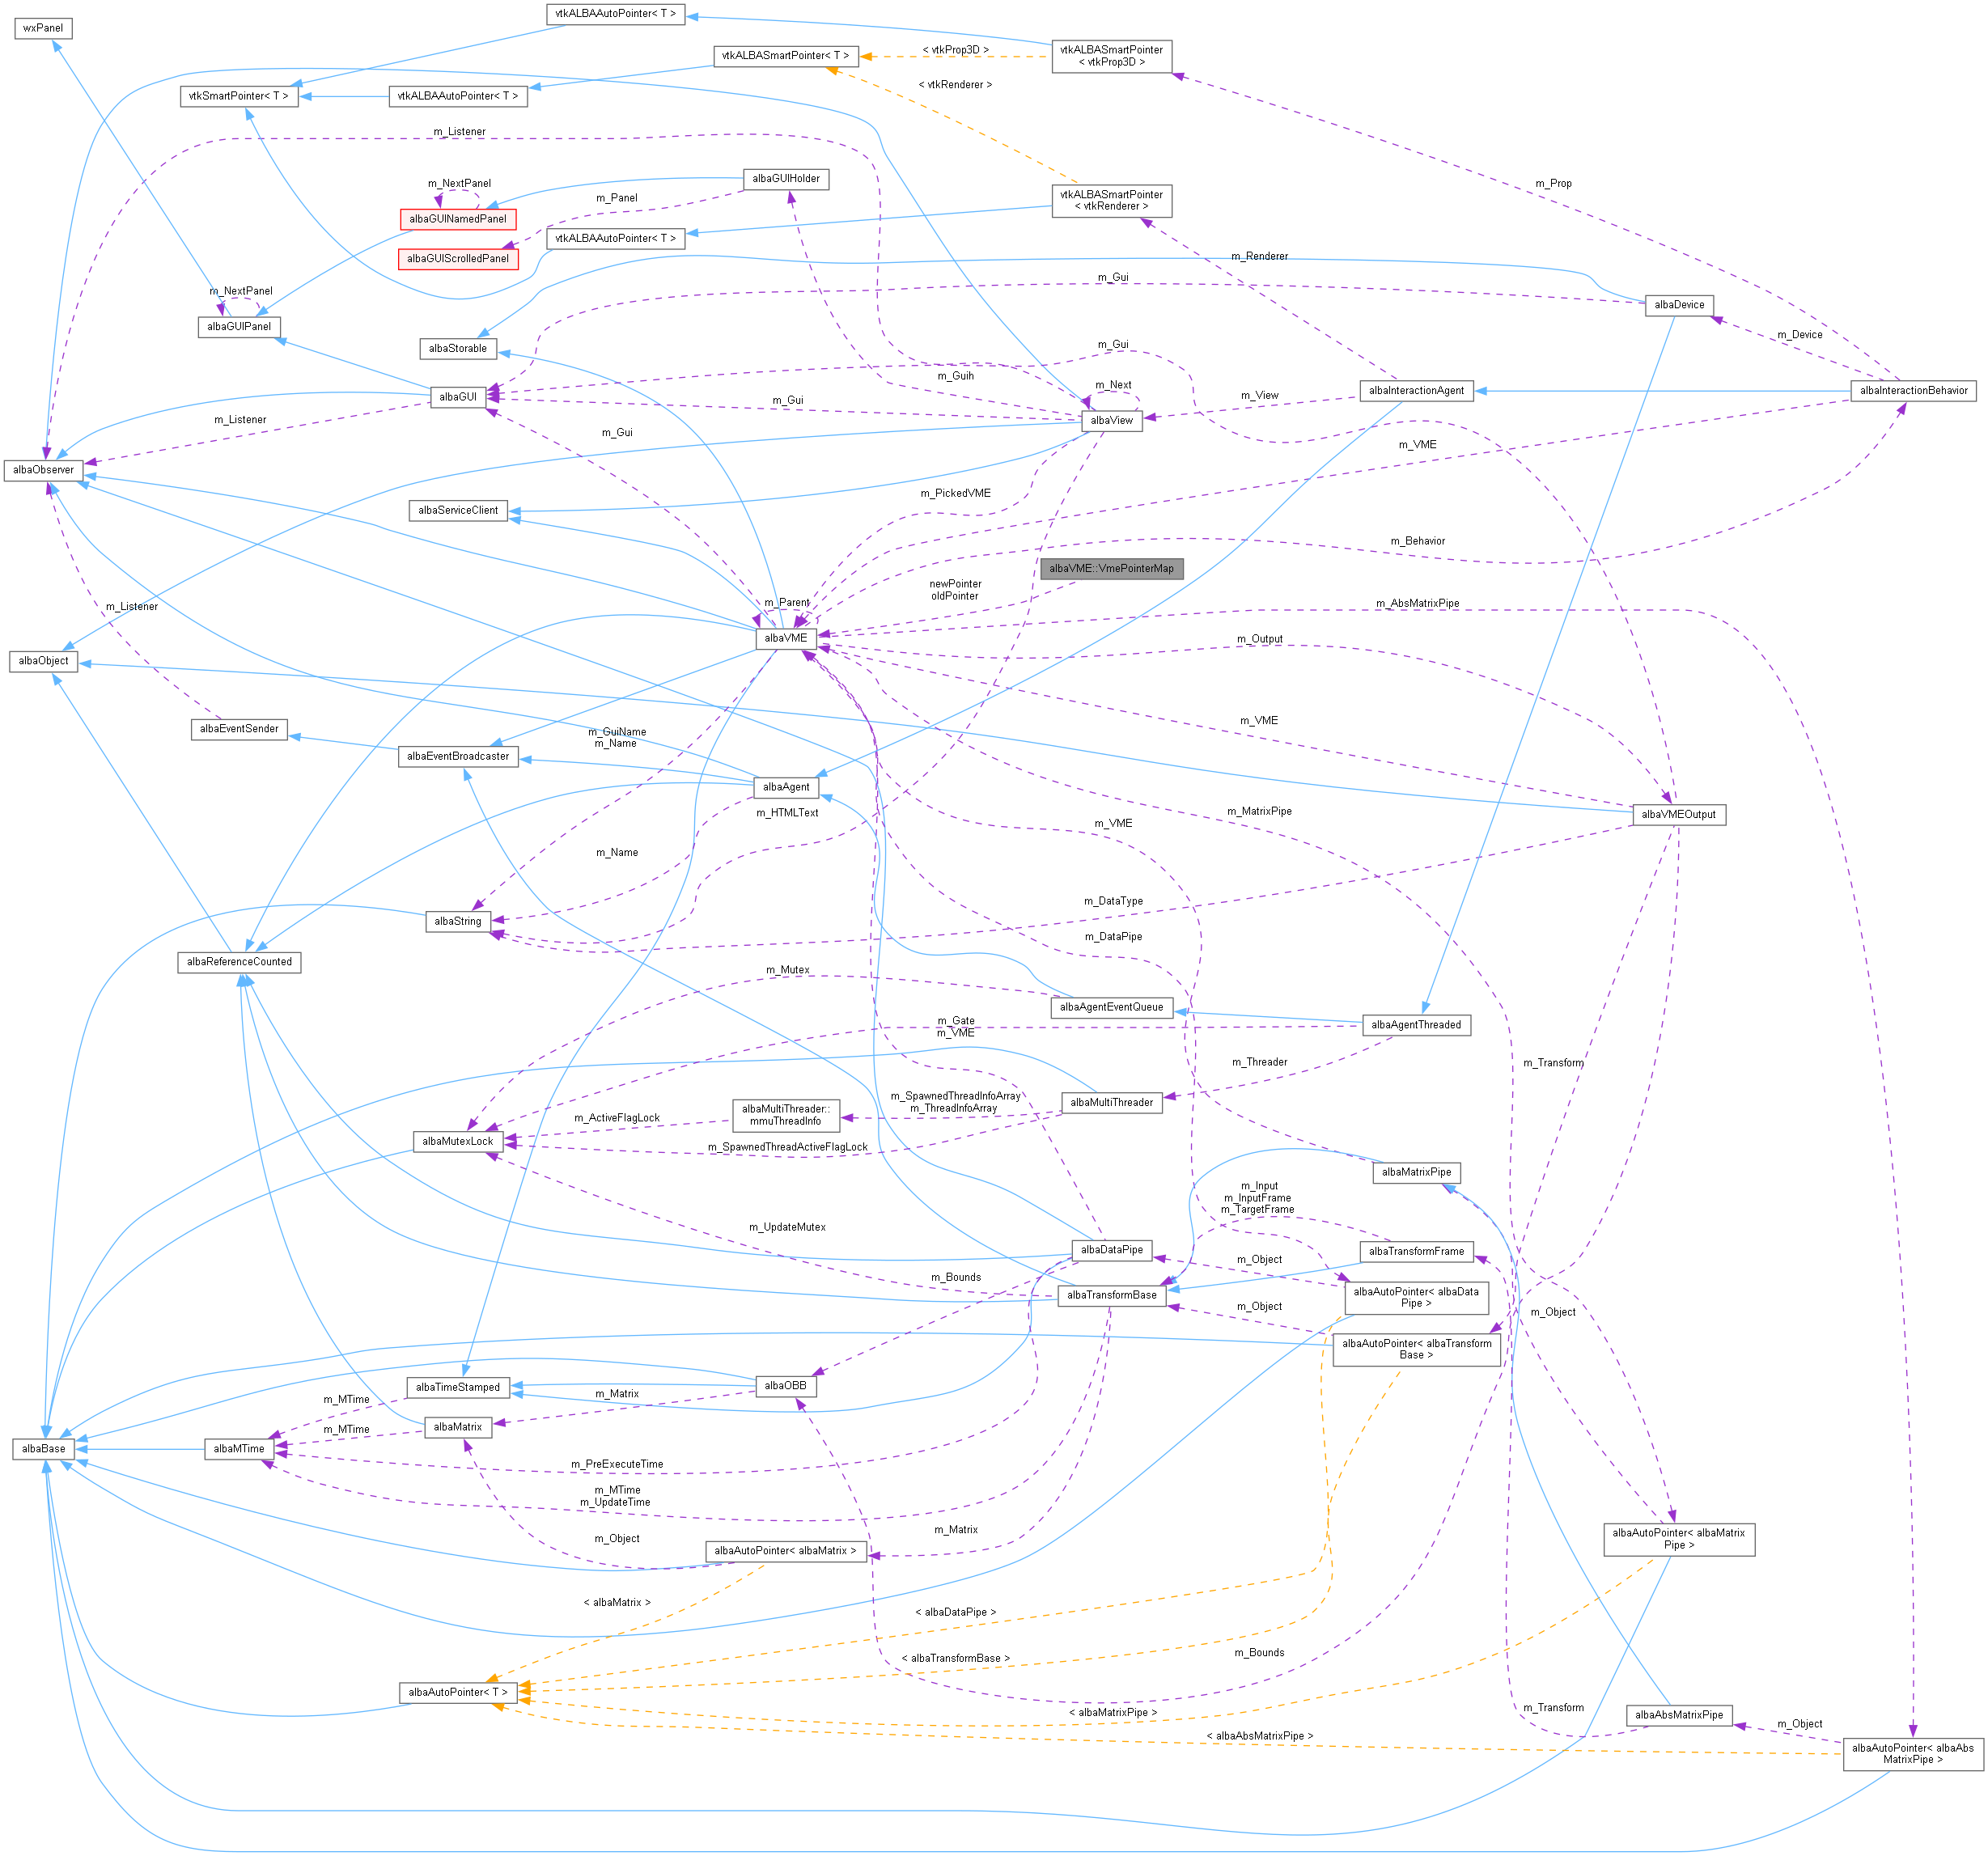 vtkALBAAutoPointer< T >
wxPanel
vtkALBASmartPointer
< vtkProp3D >
< vtkProp3D >
vtkALBASmartPointer< T >
< vtkRenderer >
vtkSmartPointer< T >
vtkALBAAutoPointer< T >
m_Listener
albaGUIHolder
m_NextPanel
m_Panel
m_Prop
vtkALBASmartPointer
< vtkRenderer >
albaGUINamedPanel
vtkALBAAutoPointer< T >
albaGUIScrolledPanel
m_Renderer
m_Gui
m_NextPanel
albaDevice
albaGUIPanel
m_Device
m_Gui
albaStorable
m_Guih
m_Next
albaGUI
m_Gui
m_View
albaInteractionAgent
albaInteractionBehavior
m_Listener
albaView
m_Gui
m_VME
albaObserver
m_PickedVME
albaServiceClient
m_Behavior
albaVME::VmePointerMap
newPointer
oldPointer
m_Listener
m_Parent
m_AbsMatrixPipe
albaVME
m_Output
albaObject
m_VME
albaEventSender
m_GuiName
m_Name
albaEventBroadcaster
albaAgent
m_HTMLText
m_VME
m_MatrixPipe
albaVMEOutput
m_Name
m_DataType
albaString
m_DataPipe
albaReferenceCounted
m_Mutex
albaAgentEventQueue
m_Gate
m_VME
albaAgentThreaded
m_Threader
m_Transform
m_SpawnedThreadInfoArray
m_ThreadInfoArray
albaMultiThreader
albaMultiThreader::
mmuThreadInfo
m_ActiveFlagLock
albaMutexLock
m_SpawnedThreadActiveFlagLock
albaMatrixPipe
m_Input
m_InputFrame
m_TargetFrame
m_UpdateMutex
albaDataPipe
albaTransformFrame
m_Object
m_Bounds
albaTransformBase
albaAutoPointer< albaData
Pipe >
m_Object
m_Object
albaAutoPointer< albaTransform
Base >
albaTimeStamped
m_Matrix
albaOBB
m_MTime
albaMatrix
m_MTime
albaBase
albaMTime
m_PreExecuteTime
m_MTime
m_UpdateTime
m_Matrix
m_Object
albaAutoPointer< albaMatrix >
albaAutoPointer< albaMatrix
Pipe >
< albaMatrix >
< albaDataPipe >
< albaTransformBase >
m_Bounds
albaAutoPointer< T >
< albaMatrixPipe >
m_Transform
albaAbsMatrixPipe
m_Object
< albaAbsMatrixPipe >
albaAutoPointer< albaAbs
MatrixPipe >